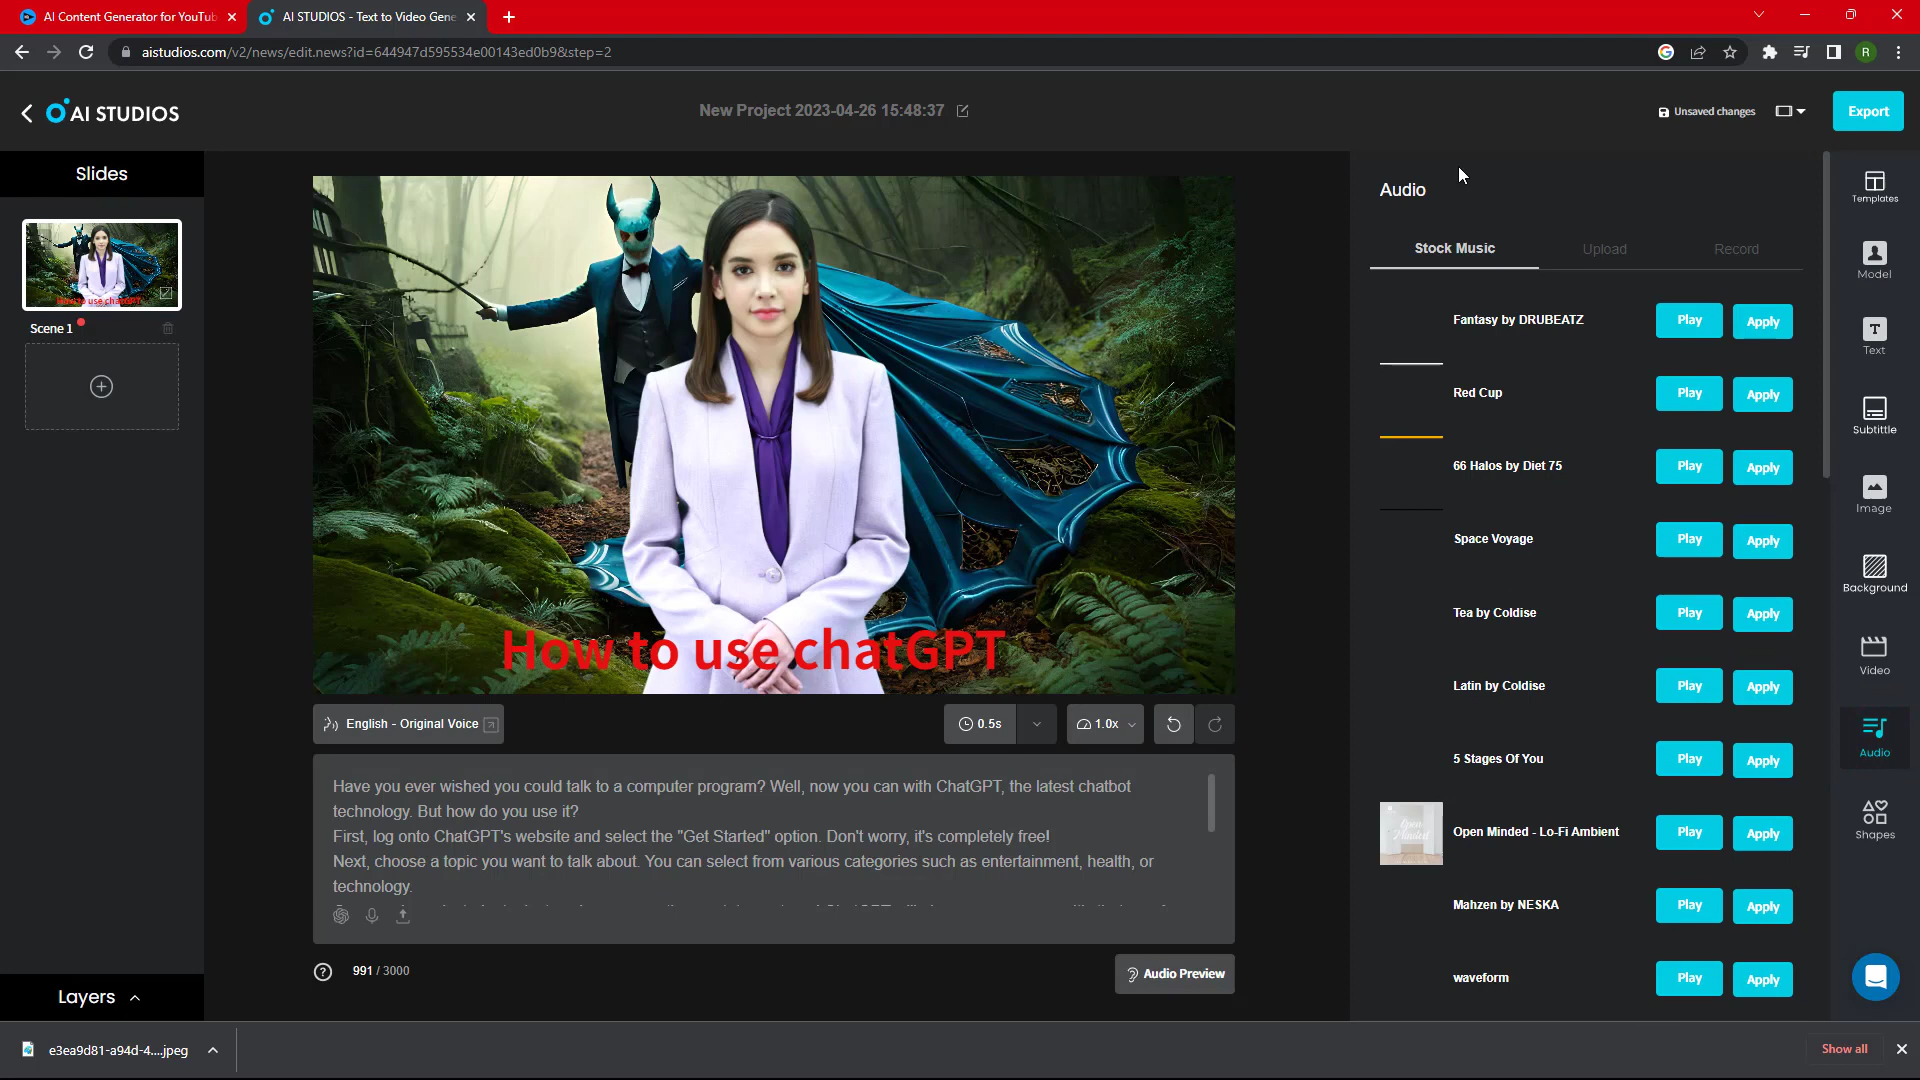 AI Content Generator for YouTub
AI STUDIOS - Text to Video Gene
aistudios.com/v2/news/edit.news?id=644947d595534e00143ed0b9&step=2
R
AI STUDIOS
New Project 2023-04-26 15:48:37
Unsaved changes
Export
Slides
How to use chatGPT
Scene 1
Layers
How to use chatGPT
English - Original Voice
0.5s
1.0x
Have you ever wished you could talk to a computer program? Well, now you can with ChatGPT, the latest chatbot
technology. But how do you use it?
First, log onto ChatGPT's website and select the "Get Started" option. Don't worry, it's completely free!
Next, choose a topic you want to talk about. You can select from various categories such as entertainment, health, or
technology.
991 / 3000
Audio Preview
Audio
Stock Music
Upload
Record
Fantasy by DRUBEATZ
Play
Apply
Red Cup
Play
Apply
66 Halos by Diet 75
Play
Apply
Space Voyage
Play
Apply
Tea by Coldise
Play
Apply
Latin by Coldise
Play
Apply
5 Stages Of You
Play
Apply
Open Minded
Open Minded - Lo-Fi Ambient
Play
Apply
Mahzen by NESKA
Play
Apply
waveform
Play
Apply
Templates
Model
Text
Subtitle
Image
Background
Video
Audio
Shapes
e3ea9d81-a94d-4....jpeg
Show all